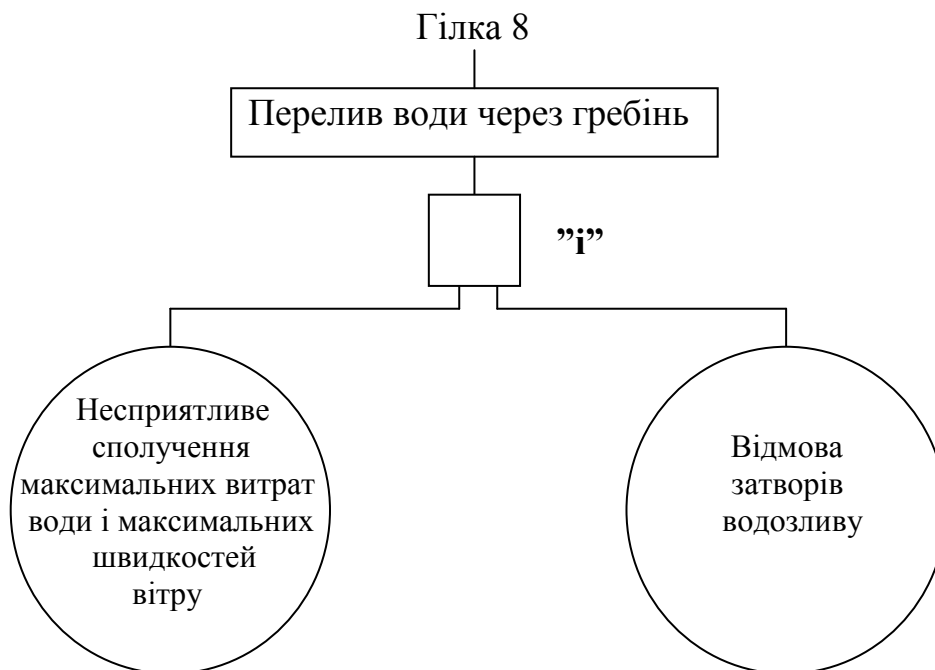 Гілка 8
Перелив води через гребінь
”і”
Несприятливе
сполучення
максимальних витрат
води і максимальних
швидкостей
вітру
Відмова
затворів
водозливу